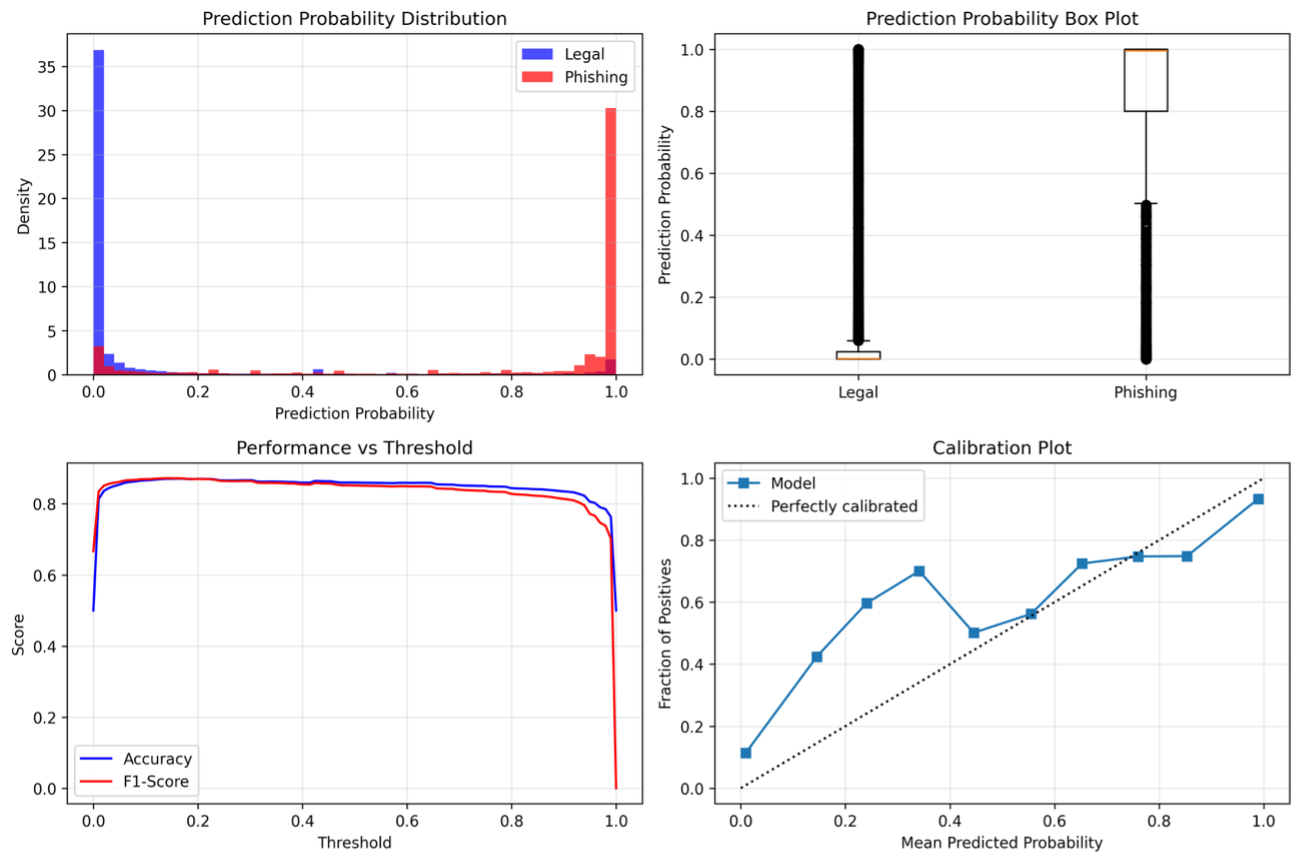 Prediction Probability Distribution
Legal
Phishing
35
30
25
20
15
10
5
0
Density
0.0 0.2 0.4 0.6 0.8 1.0
Prediction Probability
Prediction Probability Box Plot
1.0
0.8
0.6
0.4
0.2
0.0
Prediction Probability
Legal Phishing
Performance vs Threshold
0.8
0.6
0.4
0.2
0.0
Score
Accuracy
F1-Score
0.0 0.2 0.4 0.6 0.8 1.0
Threshold
Calibration Plot
Model
Perfectly calibrated
1.0
0.8
0.6
0.4
0.2
0.0
Fraction of Positives
0.0 0.2 0.4 0.6 0.8 1.0
Mean Predicted Probability